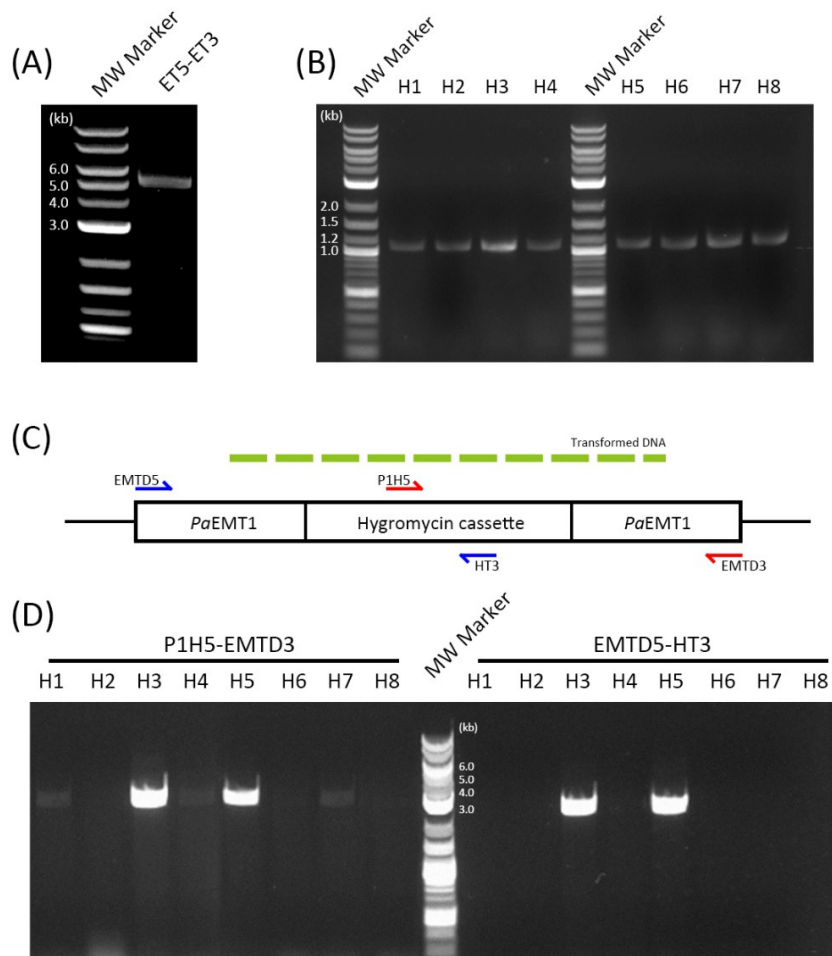 (A)
MW Marker
ET5-ET3
(kb)
6.0
5.0
4.0
3.0
(B)
MW Marker
H1 H2 H3 H4
MW Marker
H5 H6 H7 H8
(kb)
2.0
1.5
1.2
1.0
(C)
Transformed DNA
EMTD5
P1H5
PaEMT1
Hygromycin cassette
PaEMT1
HT3
EMTD3
(D)
P1H5-EMTD3
MW Marker
EMTD5-HT3
H1 H2 H3 H4 H5 H6 H7 H8
H1 H2 H3 H4 H5 H6 H7 H8
(kb)
6.0
5.0
4.0
3.0